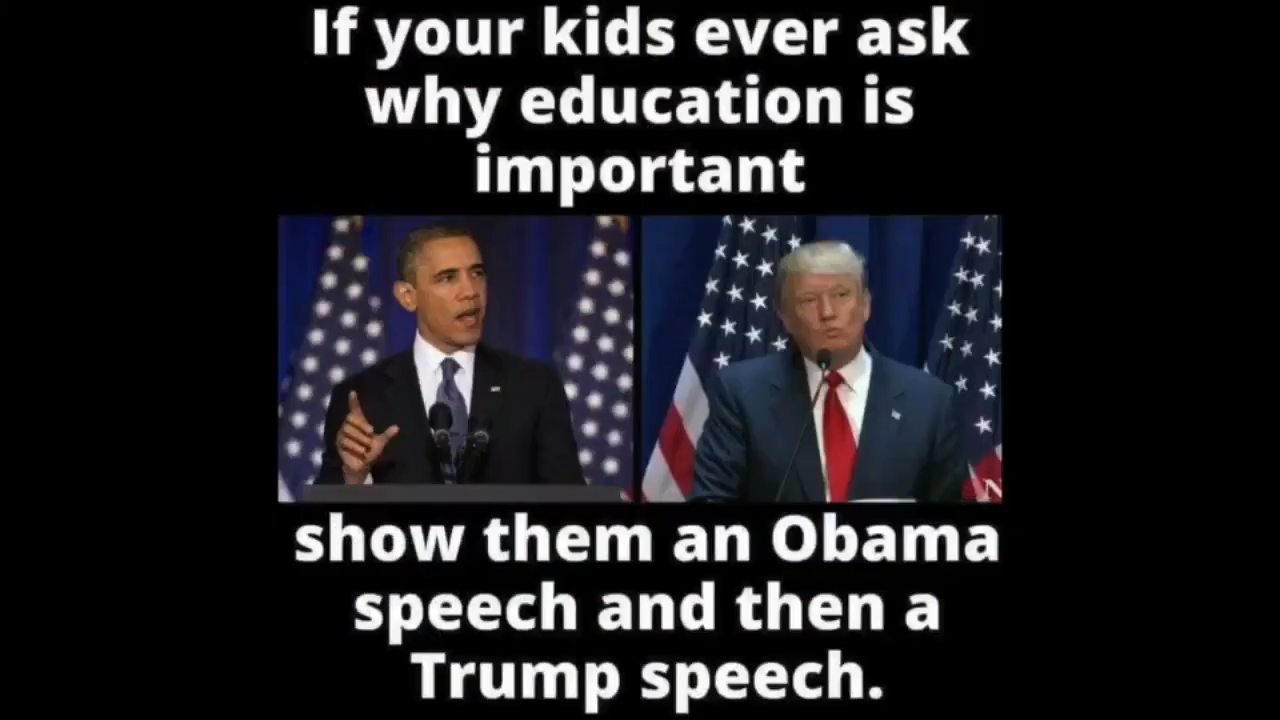 If your kids ever ask
why education is
important
N
show them an Obama
speech and then a
Trump speech.